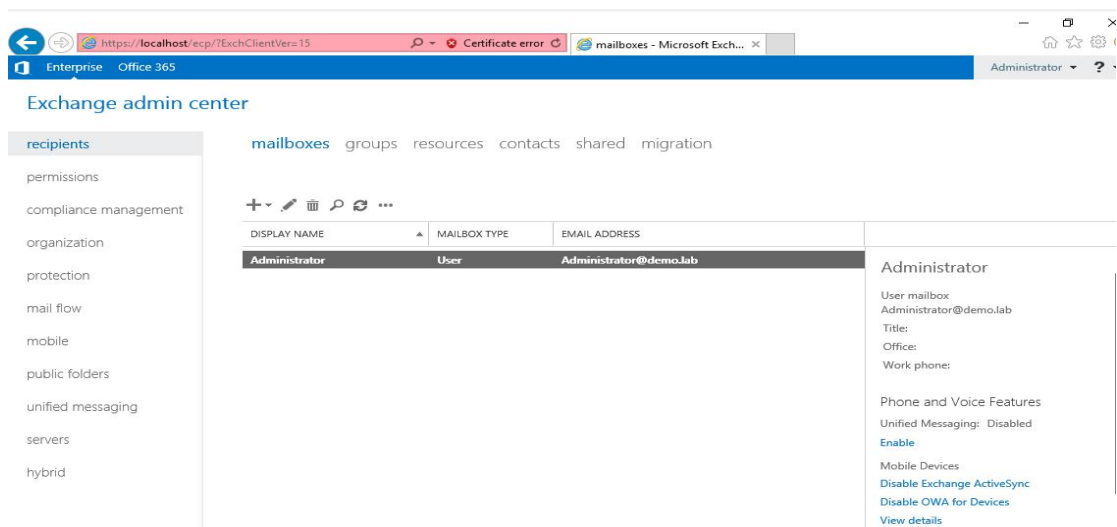 https://localhost/ecp/?ExchClientVer=15 Certificate error mailboxes - Microsoft Exch...
Enterprise Office 365 Administrator ?
Exchange admin center
recipients
permissions
compliance management
organization
protection
mail flow
mobile
public folders
unified messaging
servers
hybrid
mailboxes groups resources contacts shared migration
DISPLAY NAME MAILBOX TYPE EMAIL ADDRESS
Administrator User Administrator@demo.lab
Administrator
User mailbox
Administrator@demo.lab
Title:
Office:
Work phone:
Phone and Voice Features
Unified Messaging: Disabled
Enable
Mobile Devices
Disable Exchange ActiveSync
Disable OWA for Devices
View details